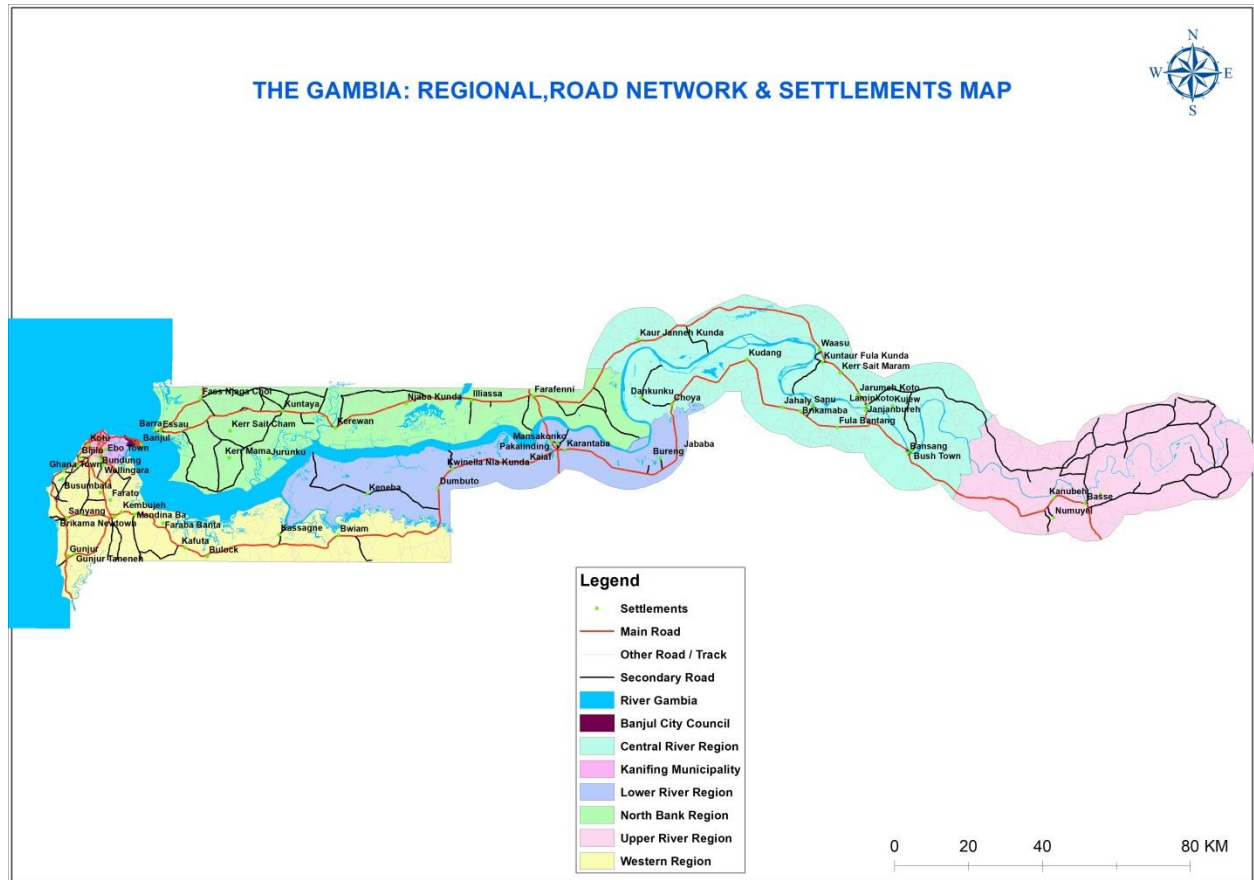 N
W E
S
THE GAMBIA: REGIONAL,ROAD NETWORK & SETTLEMENTS MAP
Kaur Janneh Kunda
Waasu
Kuntaur Fula Kunda
Kudang
Kerr Sait Maram
Fass Njaga Choi
Njaba Kunda
Illiassa
Farafenni
Dankunku
Choya
Jarumeh Koto
Laminkoto
Kujew
Jahaly
Sapu
Brikamaba
Janjanbureh
Kuntaya
Fula Bantang
Barra
Essau
Kerr Sait Cham
Kerewan
Banjul
Kotu
Bijilo
Ebo Town
Mansakonko
Pakalinding
Karantaba
Kaiaf
Jababa
Bureng
Bansang
Bush Town
Kerr Mama
Jurunku
Ghana Town
Bundung
Wallingara
Kwinella Nia Kunda
Busumbala
Farato
Keneba
Dumbuto
Kanubeh
Basse
Numuyel
Kembujeh
Sanyang
Mandina Ba
Brikama Newtown
Faraba Banta
Kassagne
Bwiam
Kafuta
Bulock
Gunjur
Gunjur Taneneh
Legend
Settlements
Main Road
Other Road / Track
Secondary Road
River Gambia
Banjul City Council
Central River Region
Kanifing Municipality
Lower River Region
North Bank Region
Upper River Region
Western Region
0 20 40 80 KM